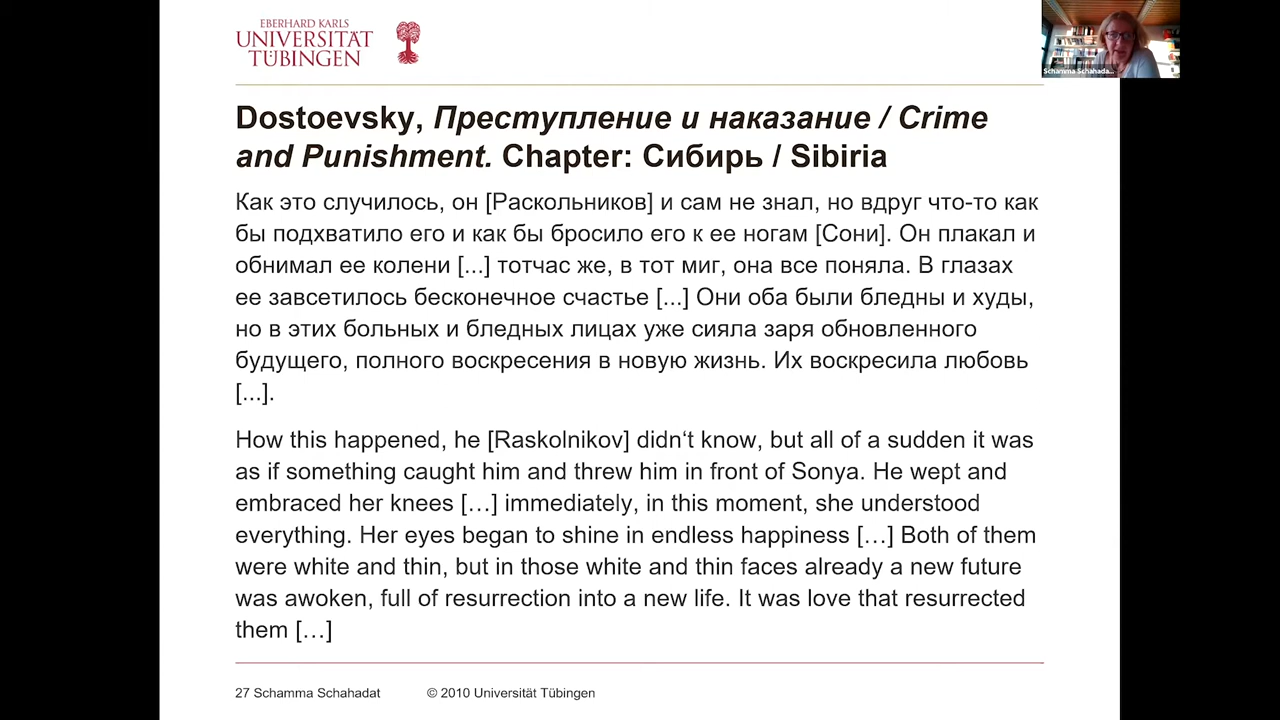 EBERHARD KARLS
UNIVERSITÄT
TÜBINGEN
Schamma Schahada...
Dostoevsky, Преступление и наказание / Crime
and Punishment. Chapter: Сибирь / Sibiria
Как это случилось, он [Раскольников] и сам не знал, но вдруг что-то как
бы подхватило его и как бы бросило его к ее ногам [Сони]. Он плакал и
обнимал ее колени [...] тотчас же, в тот миг, она все поняла. В глазах
ее завсетилось бесконечное счастье [...] Они оба были бледны и худы,
но в этих больных и бледных лицах уже сияла заря обновленного
будущего, полного воскресения в новую жизнь. Их воскресила любовь
[...].
How this happened, he [Raskolnikov] didn‘t know, but all of a sudden it was
as if something caught him and threw him in front of Sonya. He wept and
embraced her knees […] immediately, in this moment, she understood
everything. Her eyes began to shine in endless happiness […] Both of them
were white and thin, but in those white and thin faces already a new future
was awoken, full of resurrection into a new life. It was love that resurrected
them […]
27 Schamma Schahadat © 2010 Universität Tübingen